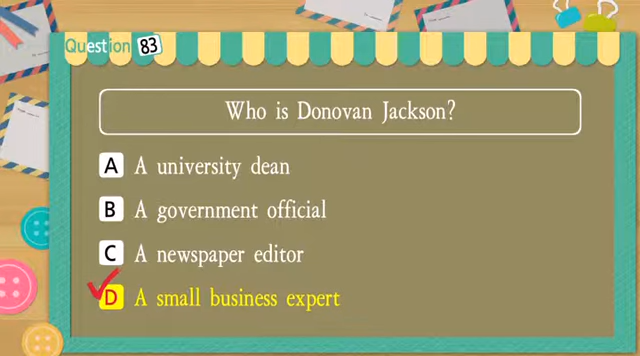 Question 83
Who is Donovan Jackson?
A A university dean
B A government official
C A newspaper editor
D A small business expert